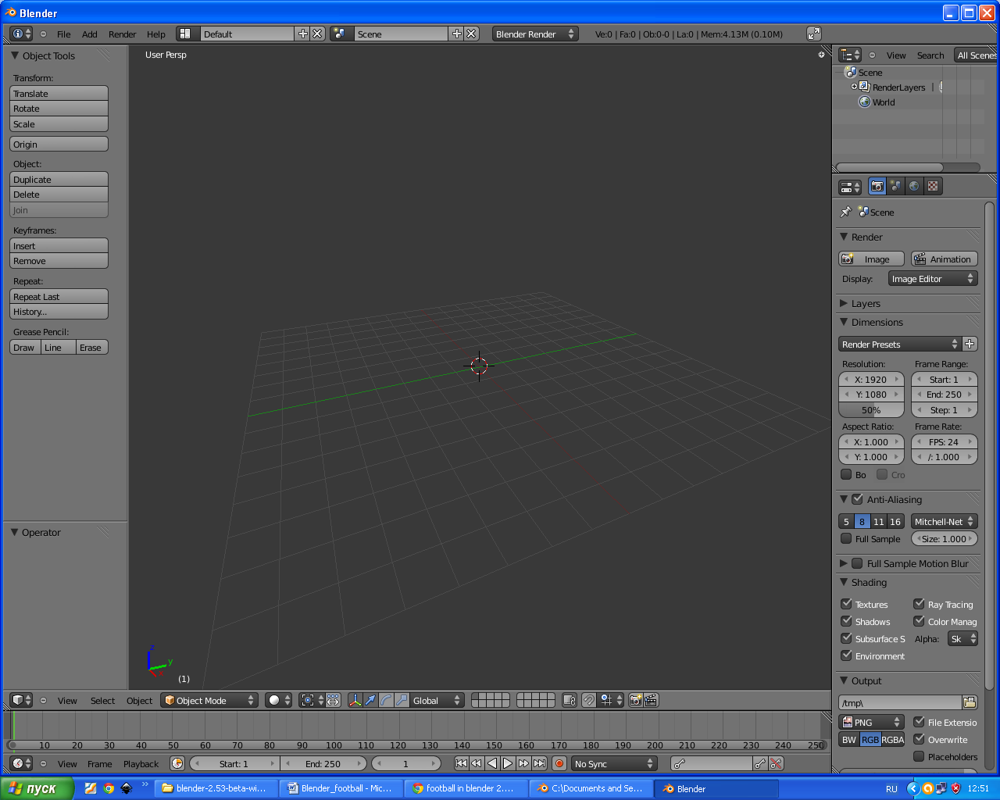 Blender
File Add Render Help Default Scene Blender Render Ve:0 | Fa:0 | Ob:0-0 | La:0 | Mem:4.13M (0.10M)
Object Tools
Transform:
Translate
Rotate
Scale
Origin
Object:
Duplicate
Delete
Join
Keyframes:
Insert
Remove
Repeat:
Repeat Last
History...
Grease Pencil:
Draw Line Erase
Operator
User Persp
z
y
x
(1)
View Select Object Object Mode Global
10 20 30 40 50 60 70 80 90 100 110 120 130 140 150 160 170 180 190 200 210 220 230 240 250
View Frame Playback Start: 1 End: 250 1 No Sync
View Search All Scenes
Scene
RenderLayers |
World
Scene
Render
Image Animation
Display: Image Editor
Layers
Dimensions
Render Presets
Resolution: Frame Range:
X: 1920 Start: 1
Y: 1080 End: 250
50% Step: 1
Aspect Ratio: Frame Rate:
X: 1.000 FPS: 24
Y: 1.000 /: 1.000
Bo Cro
Anti-Aliasing
5 8 11 16 Mitchell-Net
Full Sample Size: 1.000
Full Sample Motion Blur
Shading
Textures Ray Tracing
Shadows Color Manag
Subsurface S Alpha: Sk
Environment
Output
/tmp\
PNG File Extensio
BW RGB RGBA Overwrite
Placeholders
пуск blender-2.53-beta-wi... Blender_football - Mic... football in blender 2.... C:\Documents and Se... Blender RU 12:51